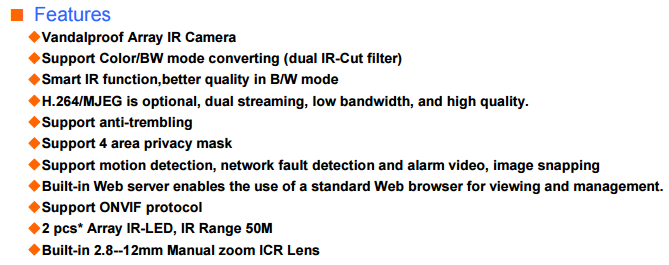 Features
Vandalproof Array IR Camera
Support Color/BW mode converting (dual IR-Cut filter)
Smart IR function,better quality in B/W mode
H.264/MJEG is optional, dual streaming, low bandwidth, and high quality.
Support anti-trembling
Support 4 area privacy mask
Support motion detection, network fault detection and alarm video, image snapping
Built-in Web server enables the use of a standard Web browser for viewing and management.
Support ONVIF protocol
2 pcs* Array IR-LED, IR Range 50M
Built-in 2.8--12mm Manual zoom ICR Lens